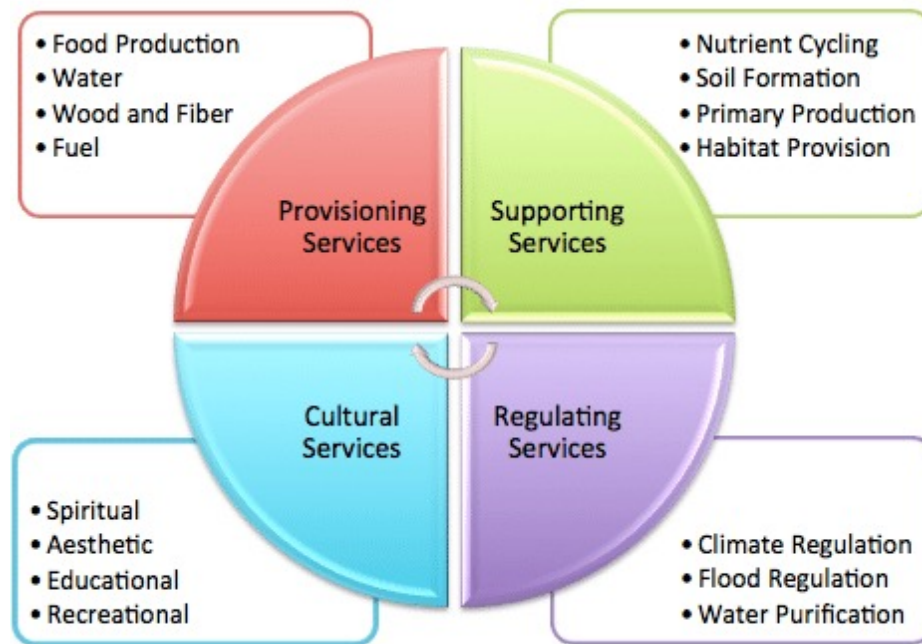 • Food Production
• Water
• Wood and Fiber
• Fuel
• Nutrient Cycling
• Soil Formation
• Primary Production
• Habitat Provision
Provisioning
Services
Supporting
Services
Cultural
Services
Regulating
Services
• Spiritual
• Aesthetic
• Educational
• Recreational
• Climate Regulation
• Flood Regulation
• Water Purification